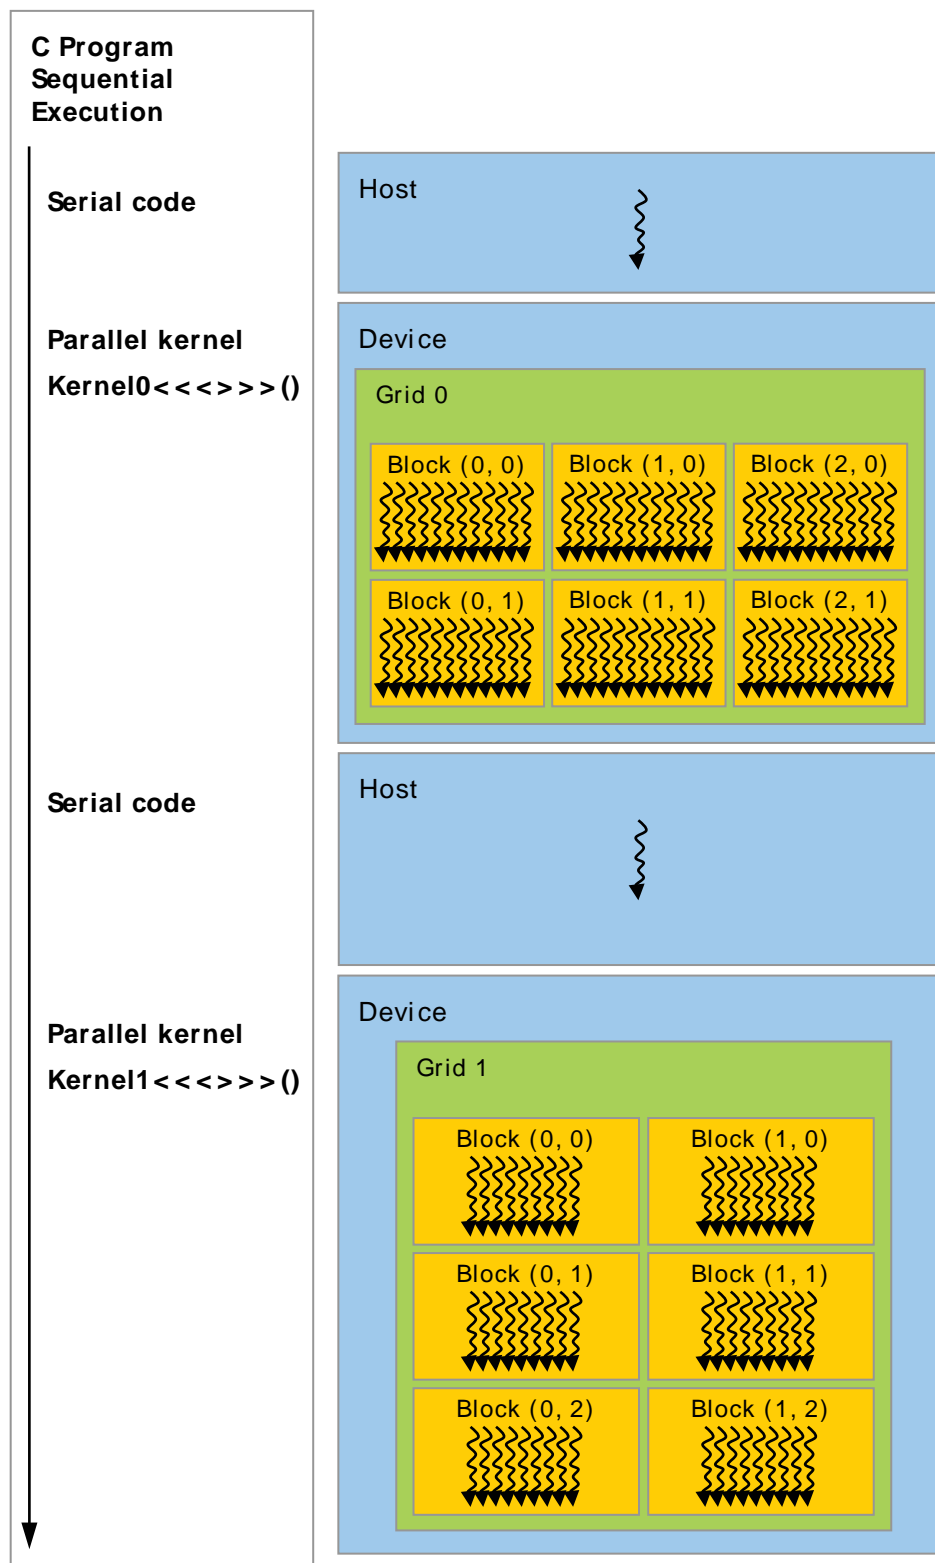 C Program
Sequential
Execution
Serial code
Host
Parallel kernel
Kernel0<<<>>>()
Device
Grid 0
Block (0, 0)
Block (1, 0)
Block (2, 0)
Block (0, 1)
Block (1, 1)
Block (2, 1)
Serial code
Host
Parallel kernel
Kernel1<<<>>>()
Device
Grid 1
Block (0, 0)
Block (1, 0)
Block (0, 1)
Block (1, 1)
Block (0, 2)
Block (1, 2)